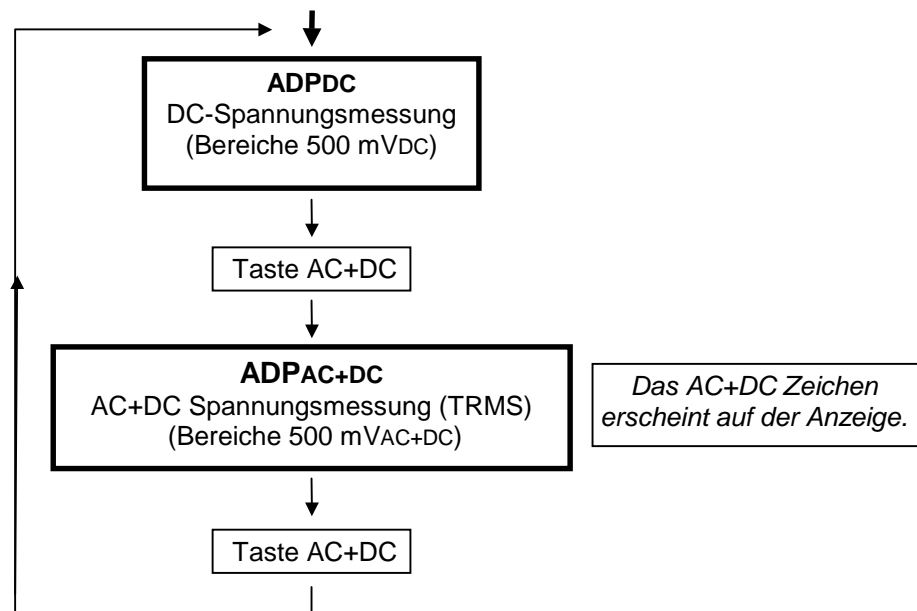 ADPDC
DC-Spannungsmessung
(Bereiche 500 mVDC)
Taste AC+DC
ADPAC+DC
AC+DC Spannungsmessung (TRMS)
(Bereiche 500 mVAC+DC)
Das AC+DC Zeichen
erscheint auf der Anzeige.
Taste AC+DC